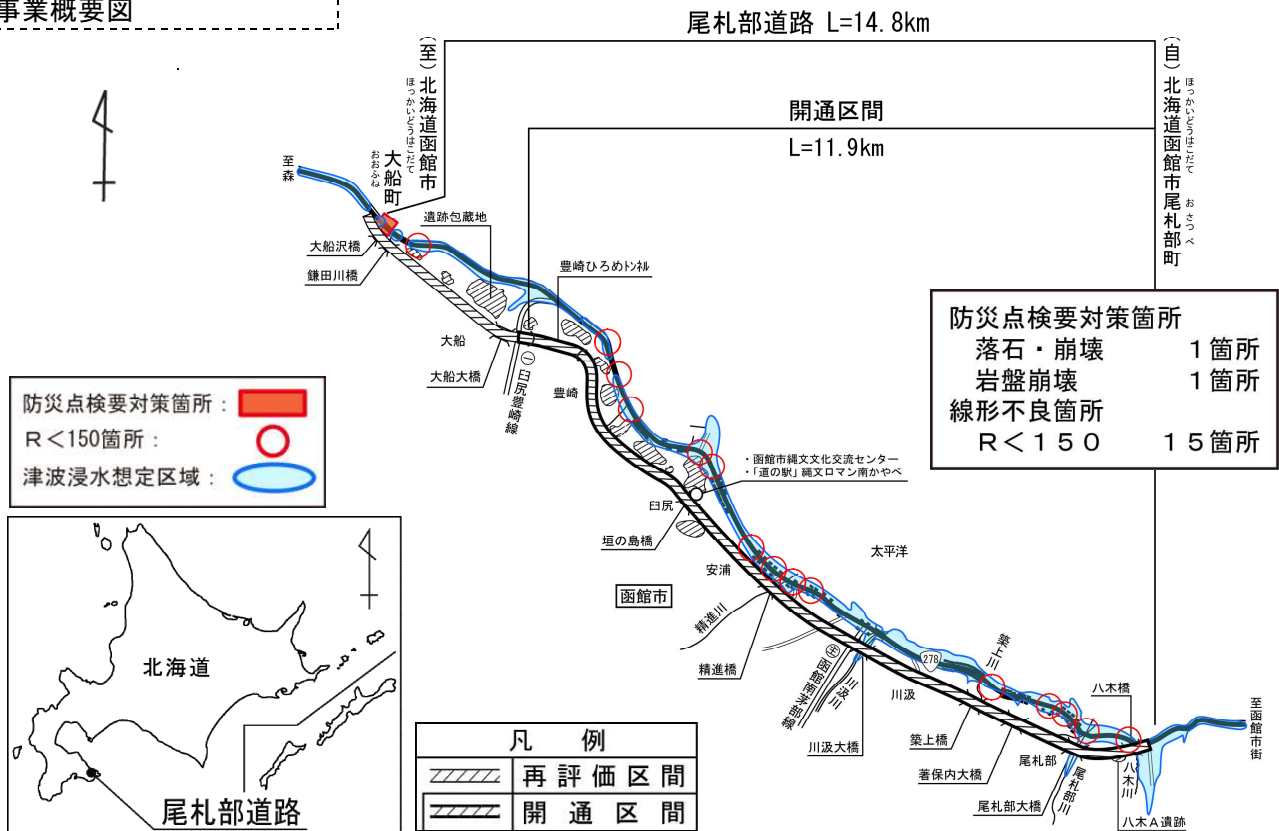 事業概要図
尾札部道路 L=14.8km
開通区間
L=11.9km
(至)北海道函館市
ほっかいどうはこだて
大船町
おおふね
(自)北海道函館市尾札部町
ほっかいどうはこだて おさつべ
至森
遺跡包蔵地
大船沢橋
鎌田川橋
豊崎ひろめトンネル
大船
大船大橋
㊀臼尻豊崎線
豊崎
・函館市縄文文化交流センター
・「道の駅」縄文ロマン南かやべ
臼尻
垣の島橋
安浦
太平洋
函館市
精進川
精進橋
㊤函館南茅部線
川汲川
川汲大橋
278
川汲
築上川
築上橋
著保内大橋
八木橋
尾札部
尾札部川
尾札部大橋
八木川
八木A遺跡
至函館市街
防災点検要対策箇所
落石・崩壊 1箇所
岩盤崩壊 1箇所
線形不良箇所
R<150 15箇所
防災点検要対策箇所:
R<150箇所:
津波浸水想定区域:
北海道
尾札部道路
凡例
再評価区間
開通区間